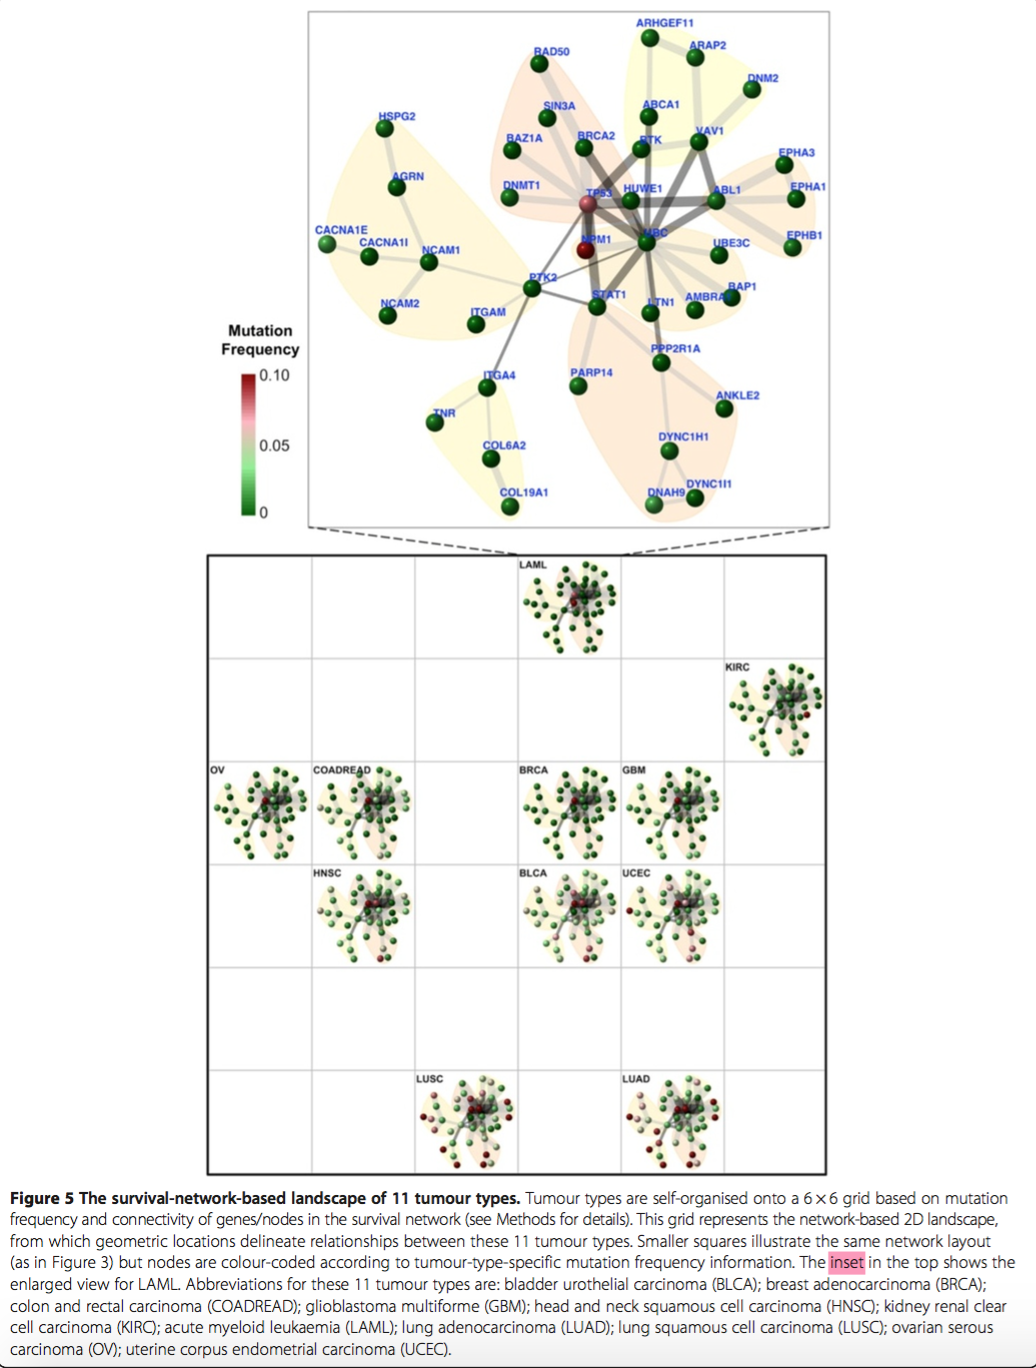 ARHGEF11
ARAP2
RAD50
DNM2
SIN3A
ABCA1
HSPG2
BAZ1A
BRCA2
PTK
VAV1
EPHA3
AGRN
DNMT1
TP53
HUWE1
ABL1
EPHA1
CACNA1E
CACNA1I
NCAM1
NPM1
UBC
UBE3C
EPHB1
PTK2
NCAM2
ITGAM
STAT1
LTN1
AMBRA
BAP1
Mutation
Frequency
0.10
0.05
0
PPP2R1A
ITGA4
PARP14
ANKLE2
TNR
COL6A2
DYNC1H1
COL19A1
DNAH9
DYNC1I1
LAML
KIRC
OV
COADREAD
BRCA
GBM
HNSC
BLCA
UCEC
LUSC
LUAD
Figure 5 The survival-network-based landscape of 11 tumour types. Tumour types are self-organised onto a 6 × 6 grid based on mutation
frequency and connectivity of genes/nodes in the survival network (see Methods for details). This grid represents the network-based 2D landscape,
from which geometric locations delineate relationships between these 11 tumour types. Smaller squares illustrate the same network layout
(as in Figure 3) but nodes are colour-coded according to tumour-type-specific mutation frequency information. The inset in the top shows the
enlarged view for LAML. Abbreviations for these 11 tumour types are: bladder urothelial carcinoma (BLCA); breast adenocarcinoma (BRCA);
colon and rectal carcinoma (COADREAD); glioblastoma multiforme (GBM); head and neck squamous cell carcinoma (HNSC); kidney renal clear
cell carcinoma (KIRC); acute myeloid leukaemia (LAML); lung adenocarcinoma (LUAD); lung squamous cell carcinoma (LUSC); ovarian serous
carcinoma (OV); uterine corpus endometrial carcinoma (UCEC).